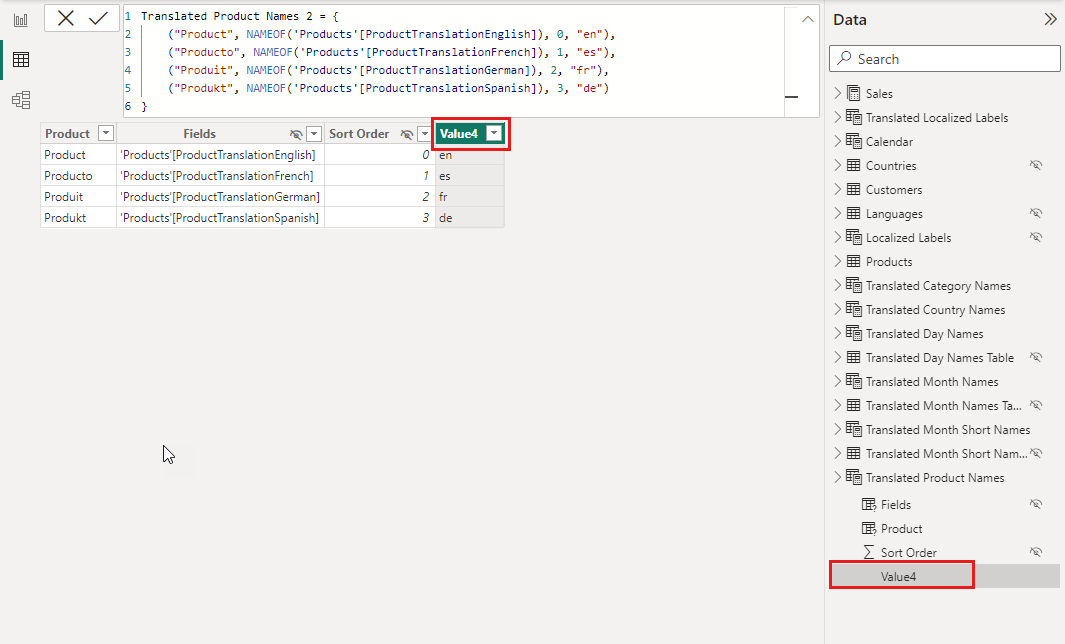 1 Translated Product Names 2 = {
2 ("Product", NAMEOF('Products'[ProductTranslationEnglish]), 0, "en"),
3 ("Producto", NAMEOF('Products'[ProductTranslationFrench]), 1, "es"),
4 ("Produit", NAMEOF('Products'[ProductTranslationGerman]), 2, "fr"),
5 ("Produkt", NAMEOF('Products'[ProductTranslationSpanish]), 3, "de")
6 }
Product Fields Sort Order Value4
Product 'Products'[ProductTranslationEnglish] 0 en
Producto 'Products'[ProductTranslationFrench] 1 es
Produit 'Products'[ProductTranslationGerman] 2 fr
Produkt 'Products'[ProductTranslationSpanish] 3 de
Data
Search
Sales
Translated Localized Labels
Calendar
Countries
Customers
Languages
Localized Labels
Products
Translated Category Names
Translated Country Names
Translated Day Names
Translated Day Names Table
Translated Month Names
Translated Month Names Ta...
Translated Month Short Names
Translated Month Short Nam...
Translated Product Names
Fields
Product
Sort Order
Value4